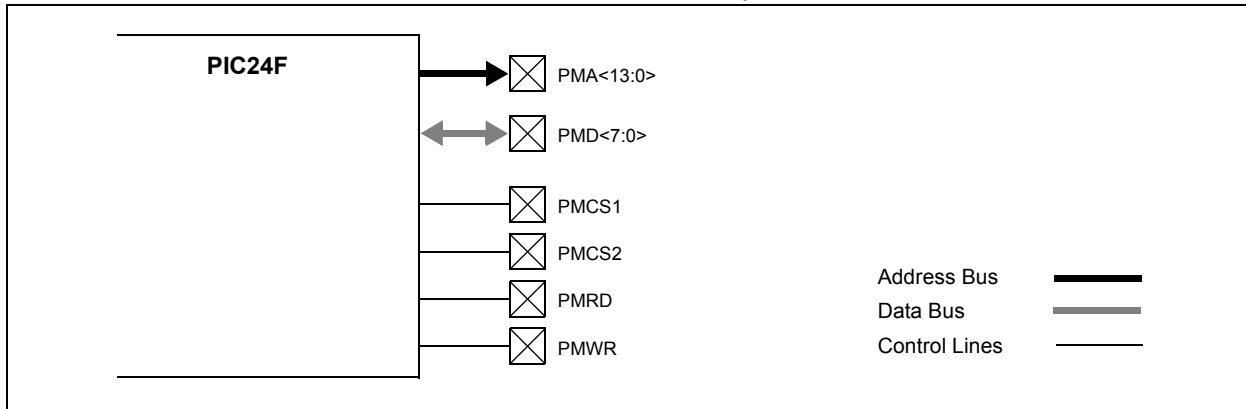 PIC24F
PMA<13:0>
PMD<7:0>
PMCS1
PMCS2
PMRD
PMWR
Address Bus
Data Bus
Control Lines